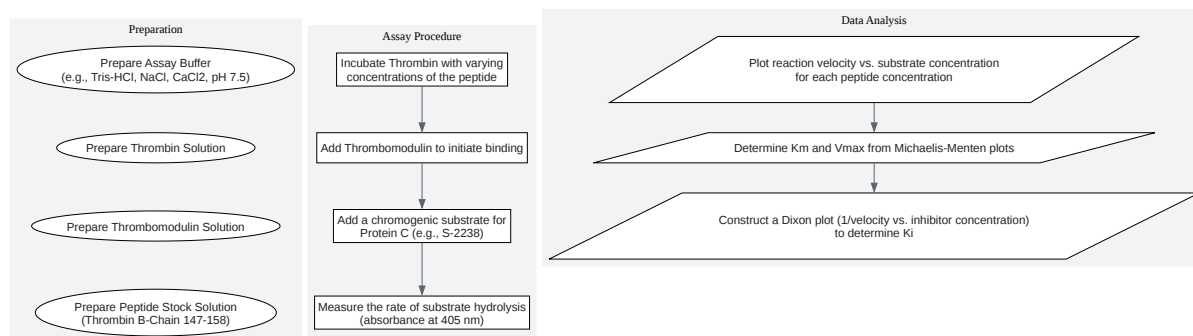 Preparation
Prepare Assay Buffer
(e.g., Tris-HCl, NaCl, CaCl2, pH 7.5)
Prepare Thrombin Solution
Prepare Thrombomodulin Solution
Prepare Peptide Stock Solution
(Thrombin B-Chain 147-158)
Assay Procedure
Incubate Thrombin with varying
concentrations of the peptide
Add Thrombomodulin to initiate binding
Add a chromogenic substrate for
Protein C (e.g., S-2238)
Measure the rate of substrate hydrolysis
(absorbance at 405 nm)
Data Analysis
Plot reaction velocity vs. substrate concentration
for each peptide concentration
Determine Km and Vmax from Michaelis-Menten plots
Construct a Dixon plot (1/velocity vs. inhibitor concentration)
to determine Ki